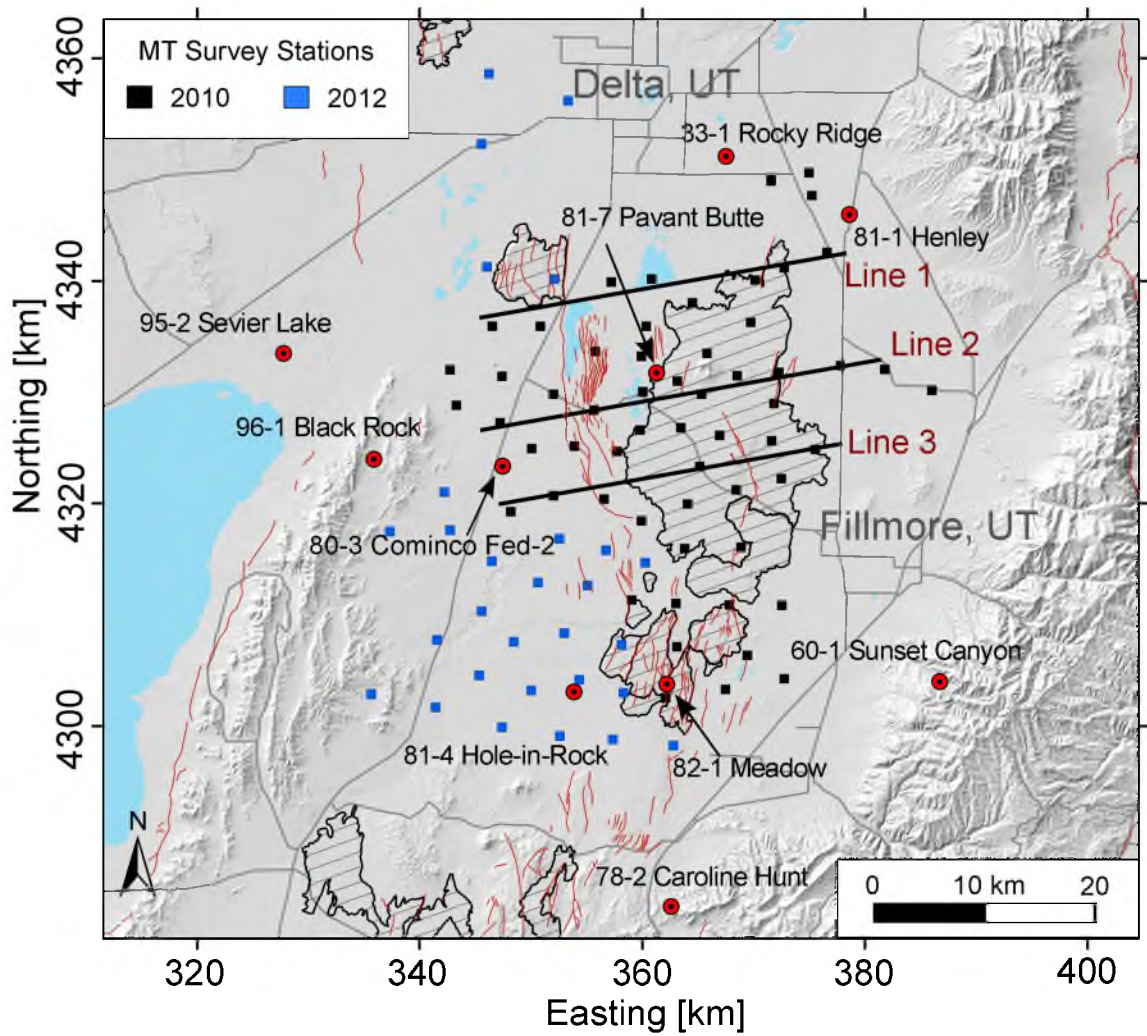 MT Survey Stations
2010 2012
Delta, UT
33-1 Rocky Ridge
81-7 Pavant Butte
81-1 Henley
Line 1
95-2 Sevier Lake
Line 2
96-1 Black Rock
Line 3
80-3 Cominco Fed-2
Fillmore, UT
60-1 Sunset Canyon
81-4 Hole-in-Rock
82-1 Meadow
78-2 Caroline Hunt
N
0 10 km 20
4360
4340
4320
4300
Northing [km]
320 340 360 380 400
Easting [km]